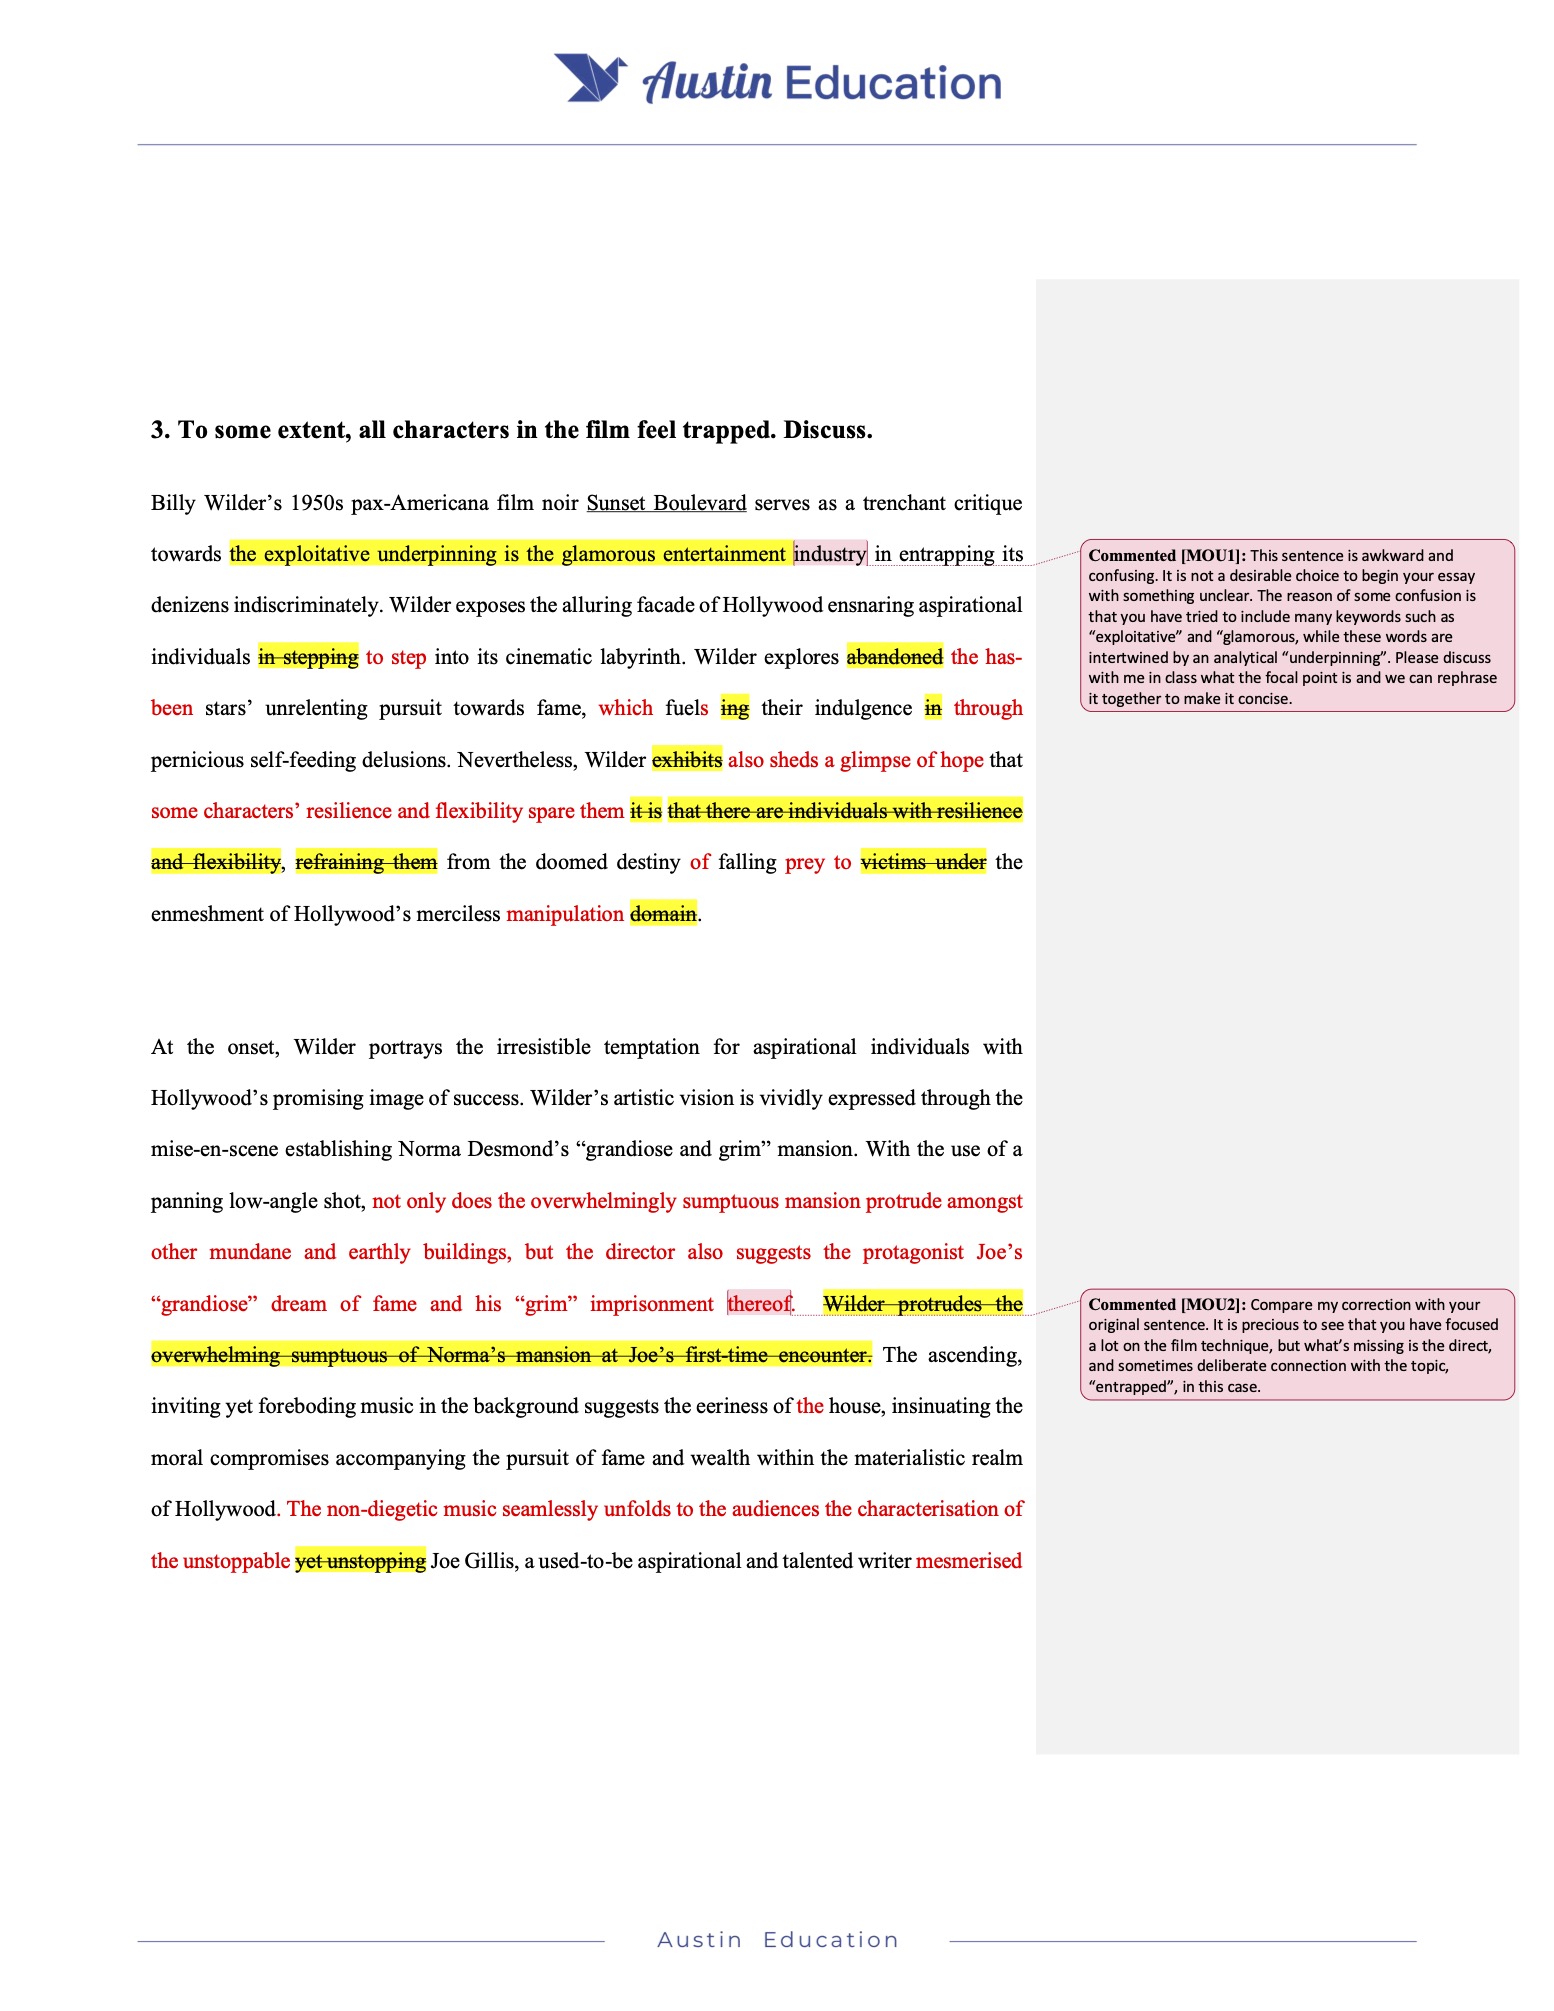 Austin Education
3. To some extent, all characters in the film feel trapped. Discuss.
Billy Wilder’s 1950s pax-Americana film noir Sunset Boulevard serves as a trenchant critique
towards the exploitative underpinning is the glamorous entertainment industry in entrapping its
denizens indiscriminately. Wilder exposes the alluring facade of Hollywood ensnaring aspirational
individuals in stepping to step into its cinematic labyrinth. Wilder explores abandoned the has-
been stars’ unrelenting pursuit towards fame, which fuels ing their indulgence in through
pernicious self-feeding delusions. Nevertheless, Wilder exhibits also sheds a glimpse of hope that
some characters’ resilience and flexibility spare them it is that there are individuals with resilience
and flexibility, refraining them from the doomed destiny of falling prey to victims under the
enmeshment of Hollywood’s merciless manipulation domain.
At the onset, Wilder portrays the irresistible temptation for aspirational individuals with
Hollywood’s promising image of success. Wilder’s artistic vision is vividly expressed through the
mise-en-scene establishing Norma Desmond’s “grandiose and grim” mansion. With the use of a
panning low-angle shot, not only does the overwhelmingly sumptuous mansion protrude amongst
other mundane and earthly buildings, but the director also suggests the protagonist Joe’s
“grandiose” dream of fame and his “grim” imprisonment thereof. Wilder protrudes the
overwhelming sumptuous of Norma’s mansion at Joe’s first-time encounter. The ascending,
inviting yet foreboding music in the background suggests the eeriness of the house, insinuating the
moral compromises accompanying the pursuit of fame and wealth within the materialistic realm
of Hollywood. The non-diegetic music seamlessly unfolds to the audiences the characterisation of
the unstoppable yet unstopping Joe Gillis, a used-to-be aspirational and talented writer mesmerised
Commented [MOU1]: This sentence is awkward and
confusing. It is not a desirable choice to begin your essay
with something unclear. The reason of some confusion is
that you have tried to include many keywords such as
“exploitative” and “glamorous, while these words are
intertwined by an analytical “underpinning”. Please discuss
with me in class what the focal point is and we can rephrase
it together to make it concise.
Commented [MOU2]: Compare my correction with your
original sentence. It is precious to see that you have focused
a lot on the film technique, but what’s missing is the direct,
and sometimes deliberate connection with the topic,
“entrapped”, in this case.
Austin Education